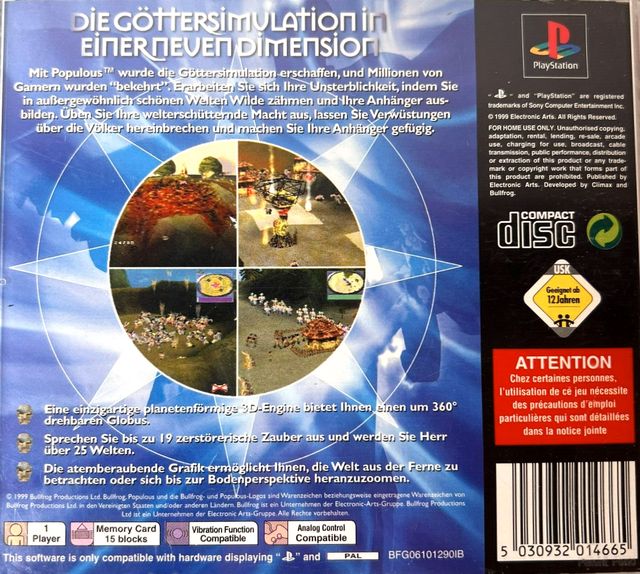 DIE GÖTTERSIMULATION IN
EINER NEUEN DIMENSION
Mit Populous™ wurde die Göttersimulation erschaffen, und Millionen von
Gamern wurden "bekehrt". Erarbeiten Sie sich Ihre Unsterblichkeit, indem Sie
in außergewöhnlich schönen Welten Wilde zähmen und Ihre Anhänger aus-
bilden. Üben Sie Ihre welterschütternde Macht aus, lassen Sie Verwüstungen
über die Völker hereinbrechen und machen Sie Ihre Anhänger gefügig.
Eine einzigartige planetenförmige 3D-Engine bietet Ihnen einen um 360°
drehbaren Globus.
Sprechen Sie bis zu 19 zerstörerische Zauber aus und werden Sie Herr
über 25 Welten.
Die atemberaubende Grafik ermöglicht Ihnen, die Welt aus der Ferne zu
betrachten oder sich bis zur Bodenperspektive heranzuzoomen.
© 1999 Bullfrog Productions Ltd. Bullfrog, Populous und die Bullfrog- und Populous-Logos sind Warenzeichen beziehungsweise eingetragene Warenzeichen von
Bullfrog Productions Ltd. in den Vereinigten Staaten und/oder anderen Ländern. Bullfrog ist ein Unternehmen der Electronic-Arts-Gruppe. Bullfrog Productions
Ltd ist ein Unternehmen der Electronic Arts-Gruppe. Alle Rechte vorbehalten.
1
Player
Memory Card
15 blocks
Vibration Function
Compatible
Analog Control
Compatible
This software is only compatible with hardware displaying " " and PAL
BFG06101290IB
PlayStation
" " and "PlayStation" are registered
trademarks of Sony Computer Entertainment Inc.
© 1999 Electronic Arts. All Rights Reserved.
FOR HOME USE ONLY. Unauthorised copying,
adaptation, rental, lending, re-sale, arcade
use, charging for use, broadcast, cable
transmission, public performance, distribution
or extraction of this product or any trade-
mark or copyright work that forms part of
this product are prohibited. Published by
Electronic Arts. Developed by Climax and
Bullfrog.
COMPACT
disc
USK
Geeignet ab
12 Jahren
ATTENTION
Chez certaines personnes,
l'utilisation de ce jeu nécessite
des précautions d'emploi
particulières qui sont détaillées
dans la notice jointe
5 030932 014665